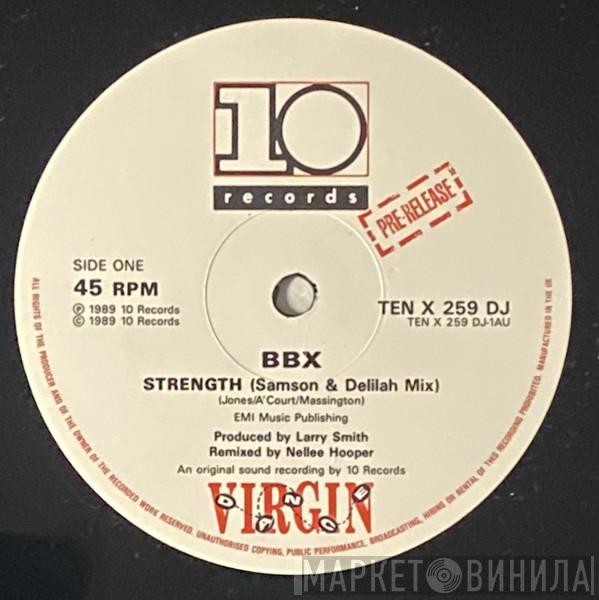 10
records
PRE-RELEASE
SIDE ONE
45 RPM
℗ 1989 10 Records
© 1989 10 Records
TEN X 259 DJ
TEN X 259 DJ-1AU
BBX
STRENGTH (Samson & Delilah Mix)
(Jones/A'Court/Massington)
EMI Music Publishing
Produced by Larry Smith
Remixed by Nellee Hooper
An original sound recording by 10 Records
VIRGIN
DANCE
ALL RIGHTS OF THE PRODUCER AND OF THE OWNER OF THE RECORDED WORK RESERVED. UNAUTHORISED COPYING, PUBLIC PERFORMANCE, BROADCASTING, HIRING OR RENTAL OF THIS RECORDING PROHIBITED. MANUFACTURED IN THE UK
МАРКЕТ ВИНИЛА